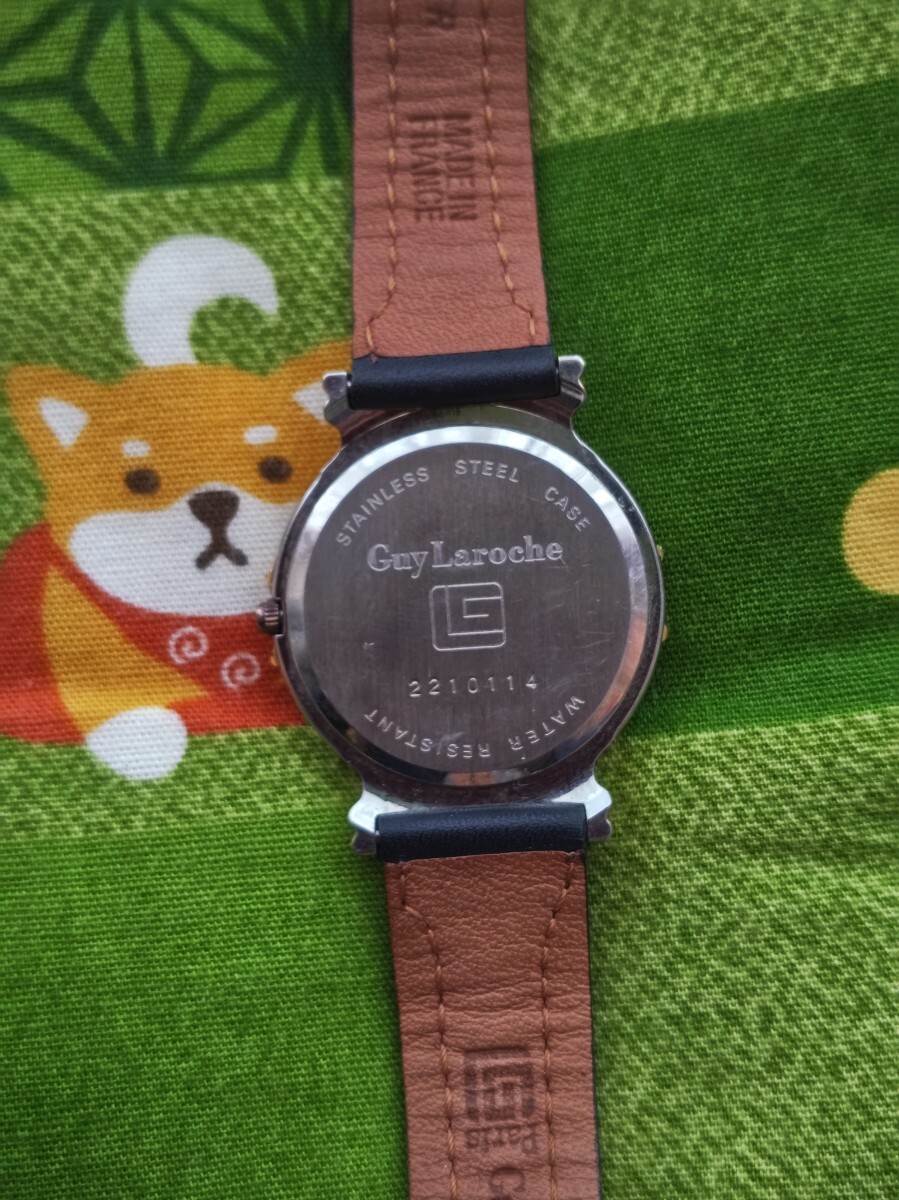 MADE IN
FRANCE
STAINLESS STEEL CASE
Guy Laroche
G
2210114
WATER RESISTANT
G
Paris